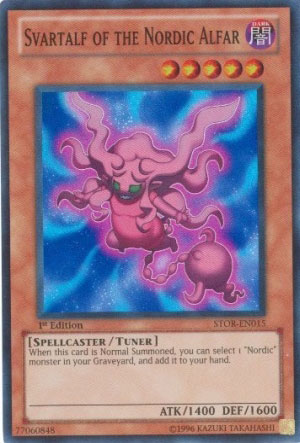 SVARTALF OF THE NORDIC ALFAR
DARK
闇
1st Edition
STOR-EN015
[SPELLCASTER / TUNER]
When this card is Normal Summoned, you can select 1 "Nordic"
monster in your Graveyard, and add it to your hand.
ATK/1400 DEF/1600
77060848
©1996 KAZUKI TAKAHASHI